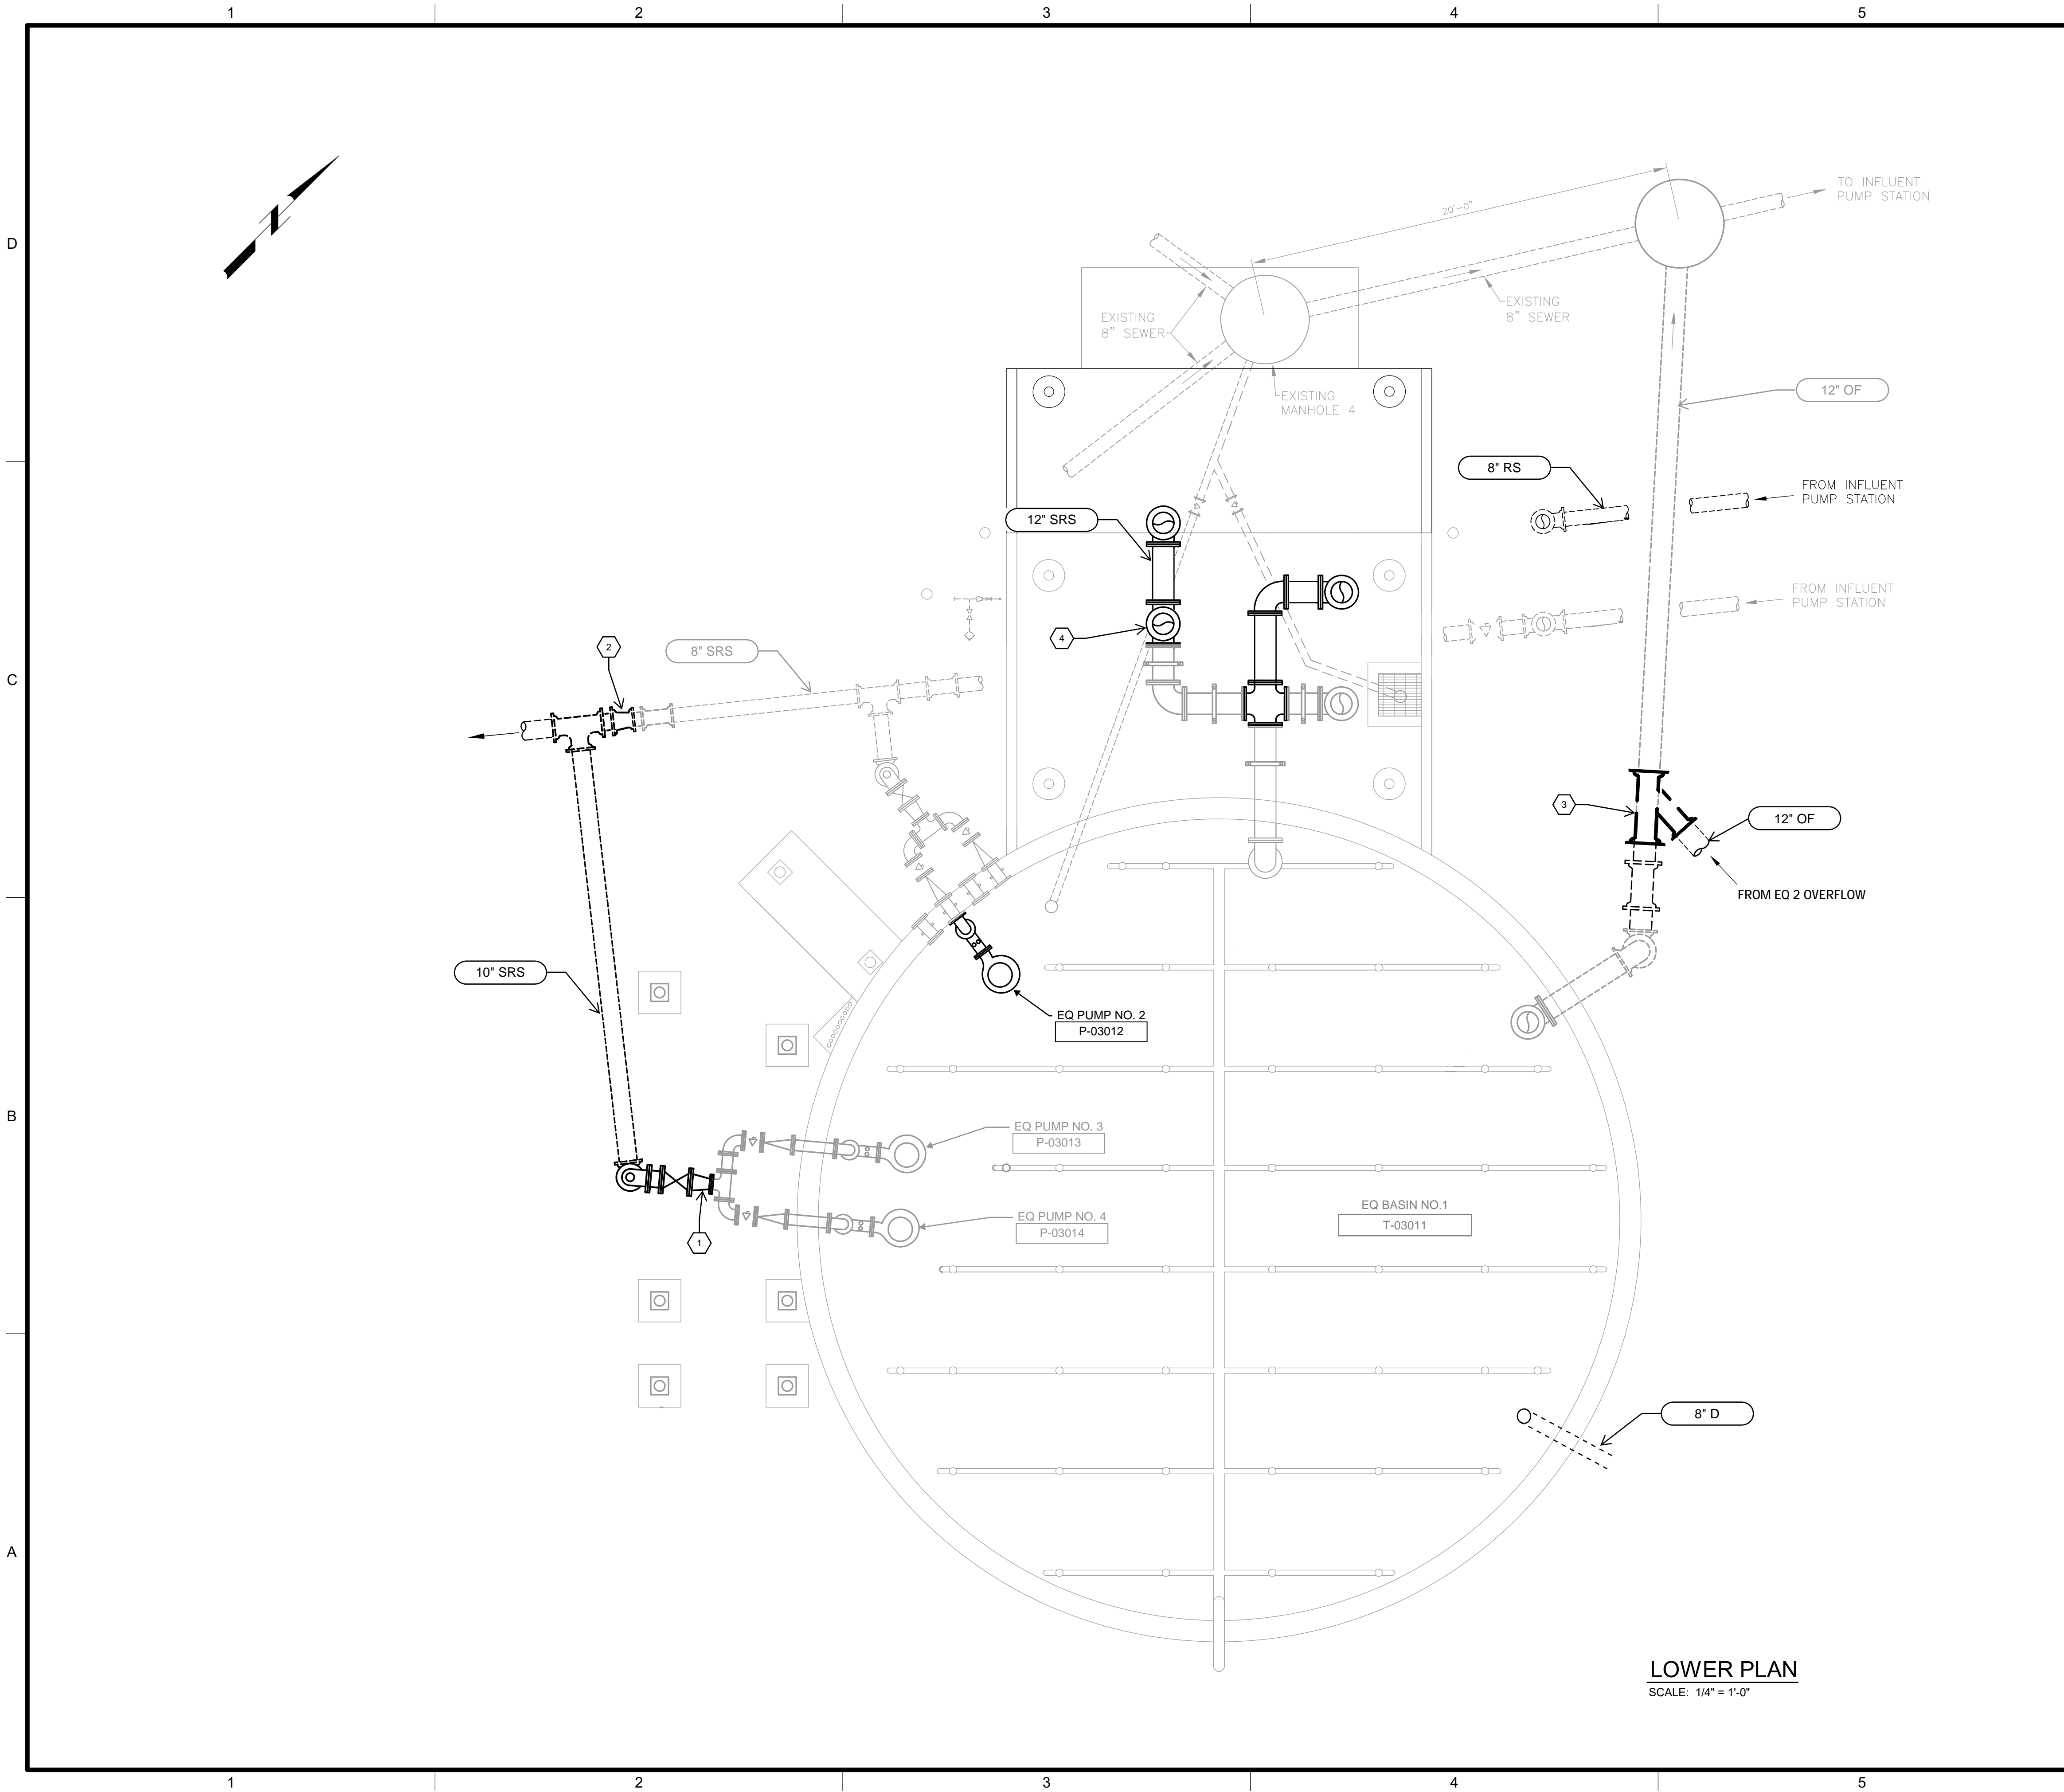 1 2 3 4 5
D
TO INFLUENT
PUMP STATION
20'-0"
EXISTING
8" SEWER
EXISTING
8" SEWER
EXISTING
MANHOLE 4
12" OF
8" RS
FROM INFLUENT
PUMP STATION
12" SRS
FROM INFLUENT
PUMP STATION
4
2
8" SRS
C
3
12" OF
FROM EQ 2 OVERFLOW
10" SRS
EQ PUMP NO. 2
P-03012
B
EQ PUMP NO. 3
P-03013
EQ PUMP NO. 4
P-03014
EQ BASIN NO.1
T-03011
1
8" D
A
LOWER PLAN
SCALE: 1/4" = 1'-0"
1 2 3 4 5